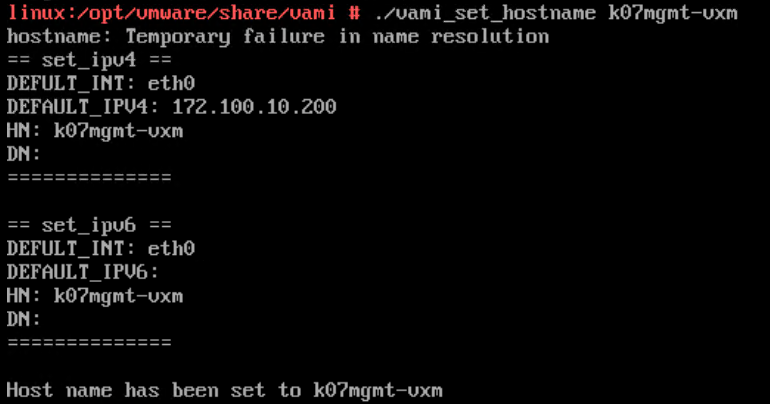 linux:/opt/vmware/share/vami # ./vami_set_hostname k07mgmt-vxm
hostname: Temporary failure in name resolution
== set_ipv4 ==
DEFULT_INT: eth0
DEFAULT_IPV4: 172.100.10.200
HN: k07mgmt-vxm
DN:
==============
== set_ipv6 ==
DEFULT_INT: eth0
DEFAULT_IPV6:
HN: k07mgmt-vxm
DN:
==============
Host name has been set to k07mgmt-vxm